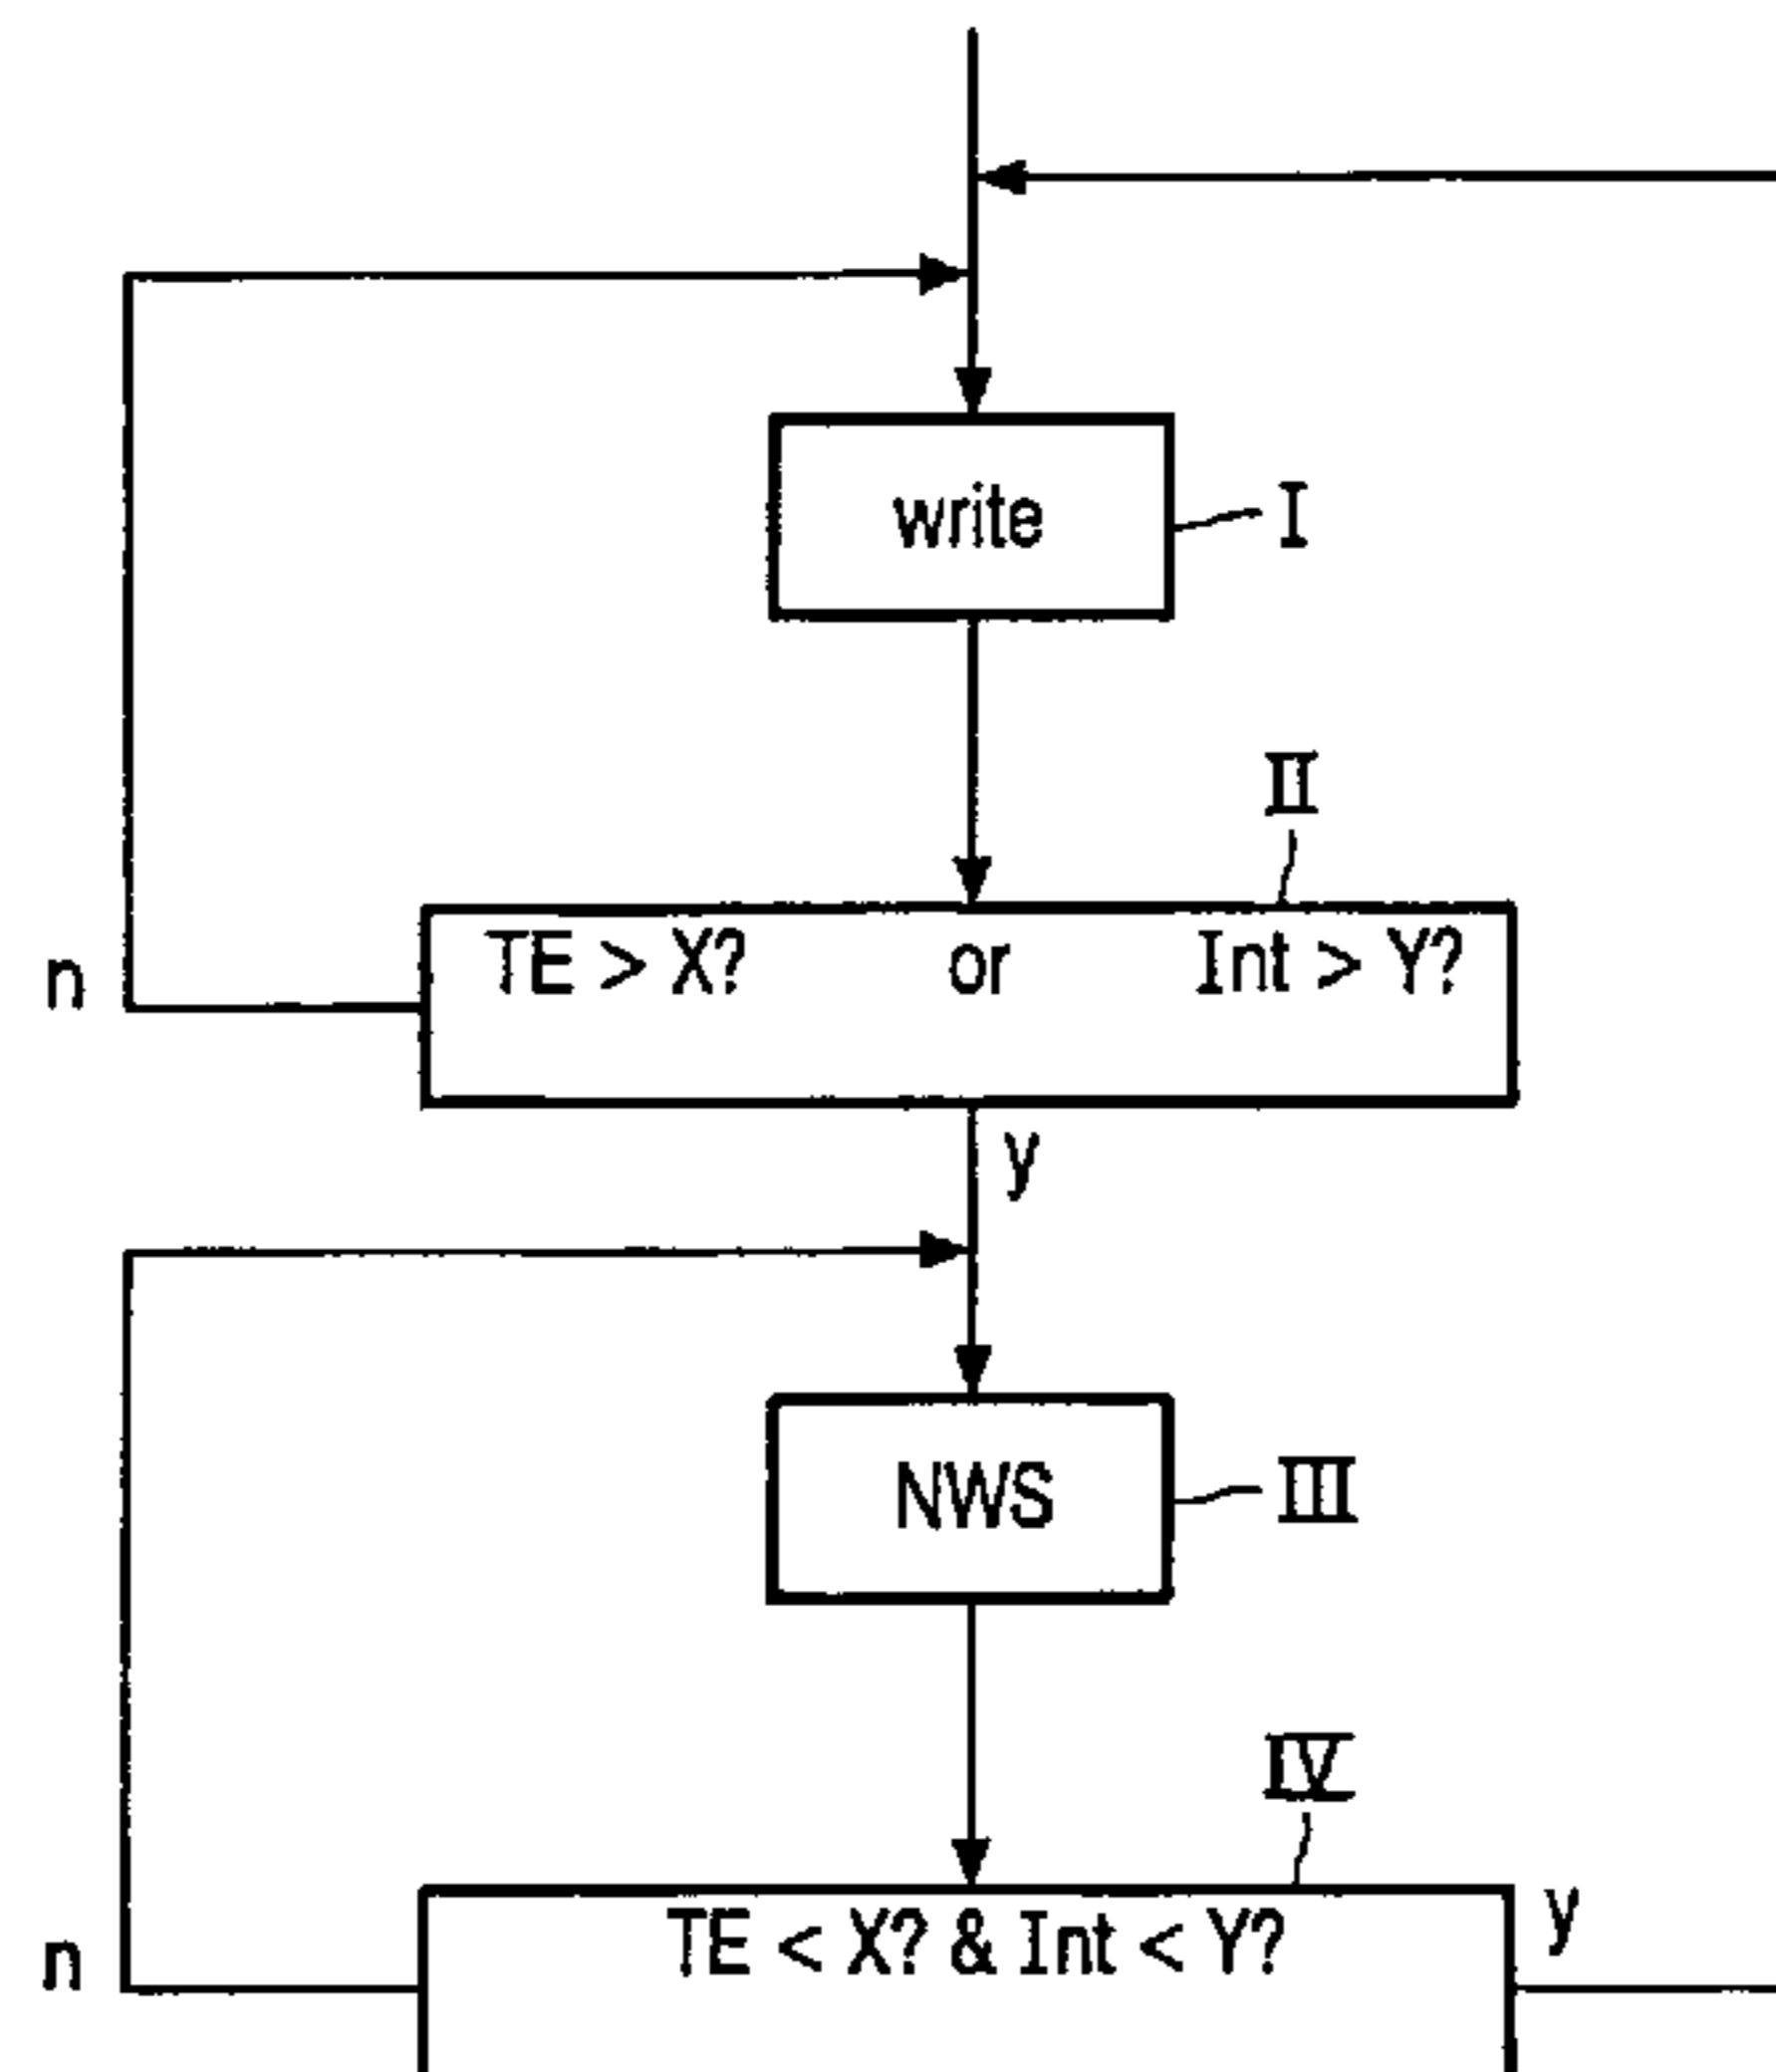 write I
II
n TE > X? or Int > Y?
y
NWS III
IV
n TE < X? & Int < Y? y